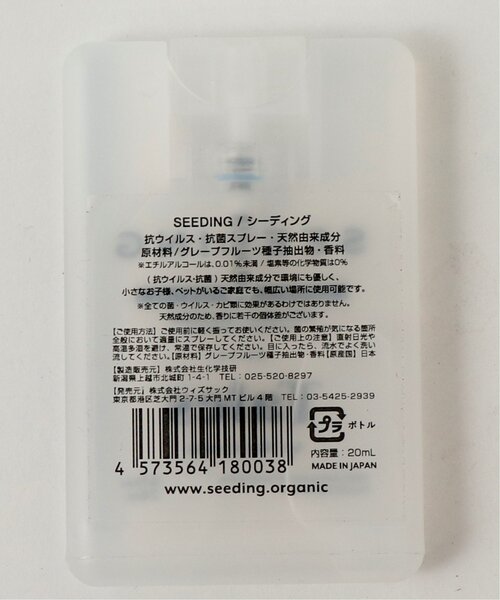 SEEDING / シーディング
抗ウイルス・抗菌スプレー・天然由来成分
原材料/グレープフルーツ種子抽出物・香料
※エチルアルコールは、0.01%未満 / 塩素等の化学物質は0%
(抗ウイルス・抗菌) 天然由来成分で環境にも優しく、
小さなお子様、ペットがいるご家庭でも、幅広い場所に使用可能です。
※全ての菌・ウイルス・カビ類に効果があるわけではありません。
天然成分のため、香りに若干の個体差がございます。
【ご使用方法】ご使用前に軽く振ってお使いください。菌の繁殖が気になる箇所
全般において適量にスプレーしてください。【ご使用上の注意】直射日光や
高温多湿を避け、常温で保存してください。目に入ったら、流水でよく洗い
流してください。【原材料】グレープフルーツ種子抽出物・香料【原産国】日本
【製造販売元】株式会社生化学技研
新潟県上越市北城町1-4-1 TEL:025-520-8297
【発売元】株式会社ウィズサック
東京都港区芝大門2-7-5大門MTビル4階 TEL:03-5425-2939
プラ ボトル
内容量:20mL
4 573564 180038
MADE IN JAPAN
www.seeding.organic